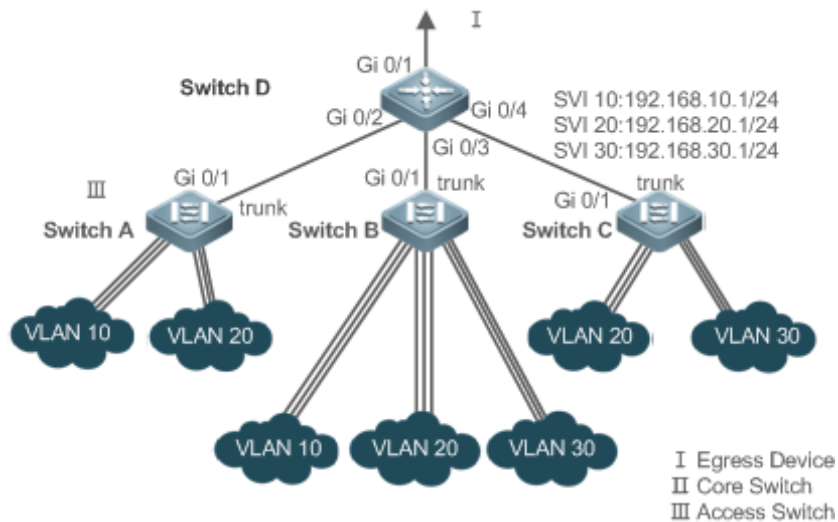 I
Gi 0/1
Switch D
Gi 0/2
Gi 0/4
SVI 10:192.168.10.1/24
SVI 20:192.168.20.1/24
SVI 30:192.168.30.1/24
Gi 0/3
III
Gi 0/1
trunk
Switch A
Gi 0/1
trunk
Switch B
trunk
Gi 0/1
Switch C
VLAN 10
VLAN 20
VLAN 20
VLAN 30
VLAN 10
VLAN 20
VLAN 30
I Egress Device
II Core Switch
III Access Switch